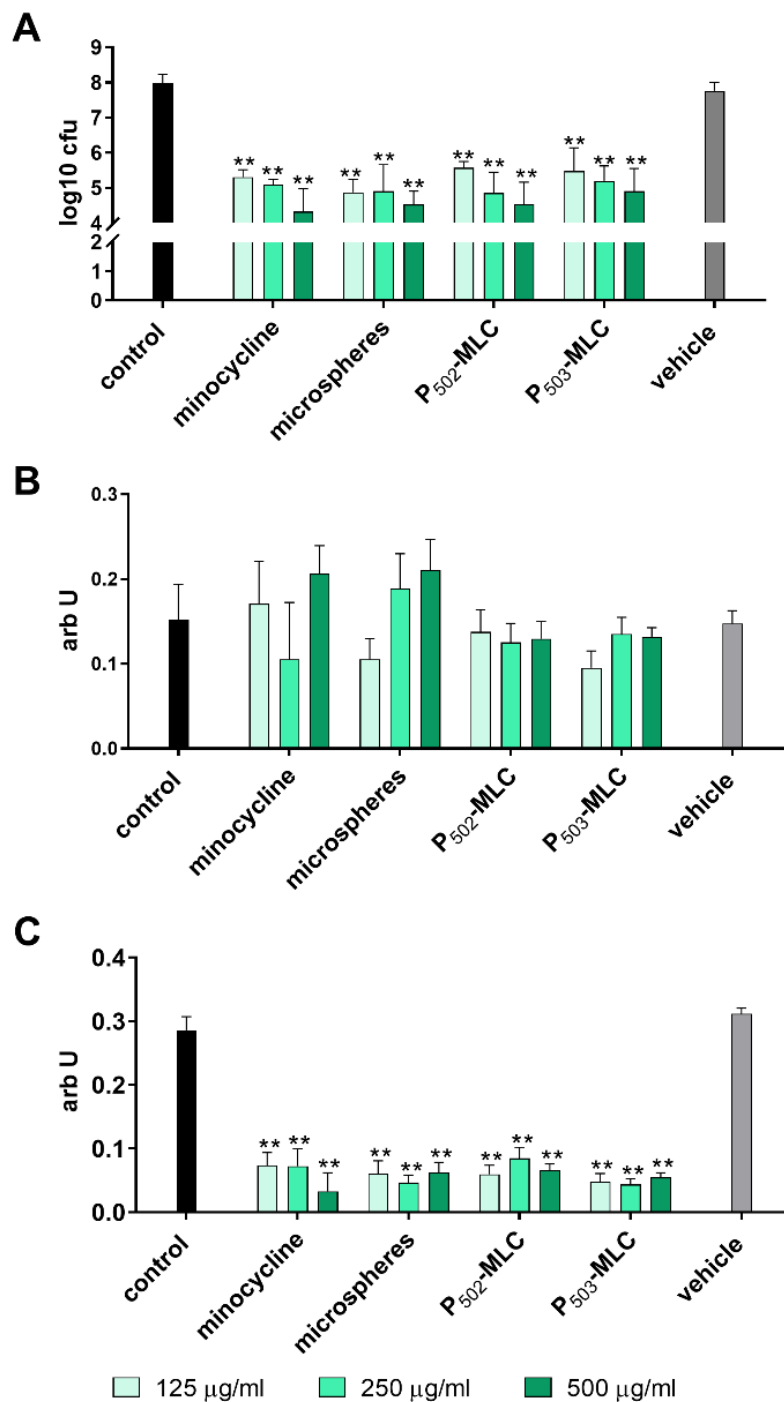 A
log10 cfu
9
8
7
6
5
4
2
1
0
** ** ** ** ** ** ** ** ** ** ** **
control
minocycline
microspheres
P502-MLC
P503-MLC
vehicle
B
arb U
0.3
0.2
0.1
0.0
control
minocycline
microspheres
P502-MLC
P503-MLC
vehicle
C
arb U
0.4
0.3
0.2
0.1
0.0
** ** ** ** ** ** ** ** ** ** ** **
control
minocycline
microspheres
P502-MLC
P503-MLC
vehicle
125 μg/ml 250 μg/ml 500 μg/ml